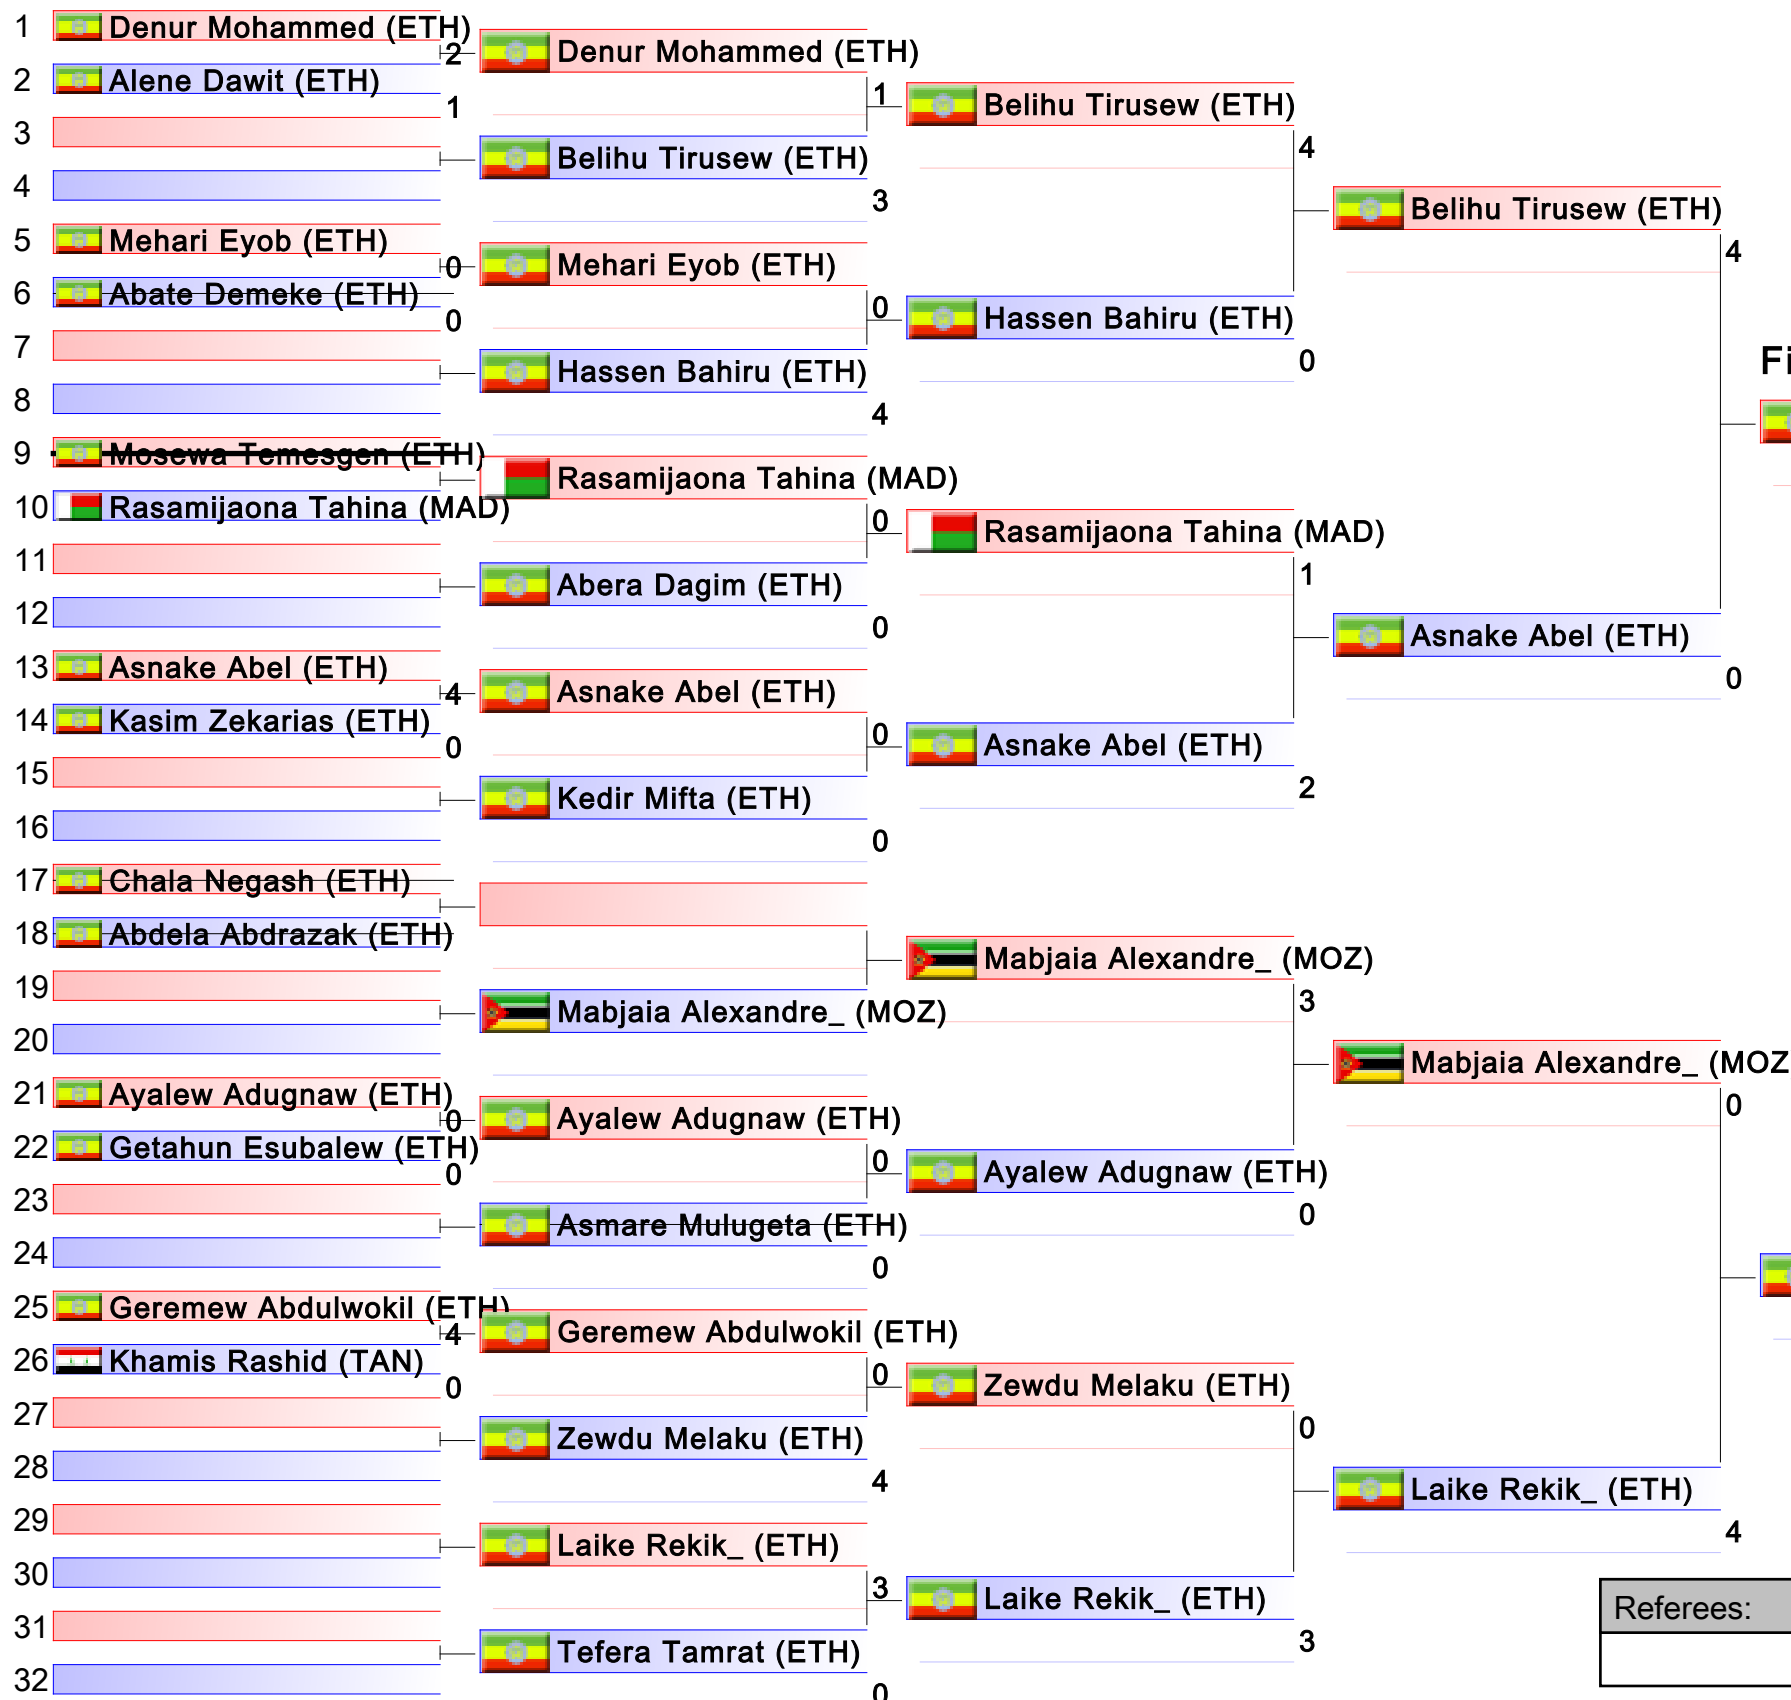 1 Denur Mohammed (ETH)
2
2 Alene Dawit (ETH)
1
3
4
5 Mehari Eyob (ETH)
0
6 Abate Demeke (ETH)
0
7
8
9 Mosewa Temesgen (ETH)
10 Rasamijaona Tahina (MAD)
11
12
13 Asnake Abel (ETH)
4
14 Kasim Zekarias (ETH)
0
15
16
17 Chala Negash (ETH)
18 Abdela Abdrazak (ETH)
19
20
21 Ayalew Adugnaw (ETH)
0
22 Getahun Esubalew (ETH)
0
23
24
25 Geremew Abdulwokil (ETH)
4
26 Khamis Rashid (TAN)
0
27
28
29
30
31
32
Denur Mohammed (ETH)
1
Belihu Tirusew (ETH)
3
Mehari Eyob (ETH)
0
Hassen Bahiru (ETH)
4
Rasamijaona Tahina (MAD)
0
Abera Dagim (ETH)
0
Asnake Abel (ETH)
0
Kedir Mifta (ETH)
0
Mabjaia Alexandre_ (MOZ)
Ayalew Adugnaw (ETH)
0
Asmare Mulugeta (ETH)
0
Geremew Abdulwokil (ETH)
0
Zewdu Melaku (ETH)
4
Laike Rekik_ (ETH)
3
Tefera Tamrat (ETH)
0
Belihu Tirusew (ETH)
4
Hassen Bahiru (ETH)
0
Rasamijaona Tahina (MAD)
1
Asnake Abel (ETH)
2
Mabjaia Alexandre_ (MOZ)
3
Ayalew Adugnaw (ETH)
0
Zewdu Melaku (ETH)
0
Laike Rekik_ (ETH)
3
Belihu Tirusew (ETH)
4
Asnake Abel (ETH)
0
Mabjaia Alexandre_ (MOZ
0
Laike Rekik_ (ETH)
4
Fi
Referees: